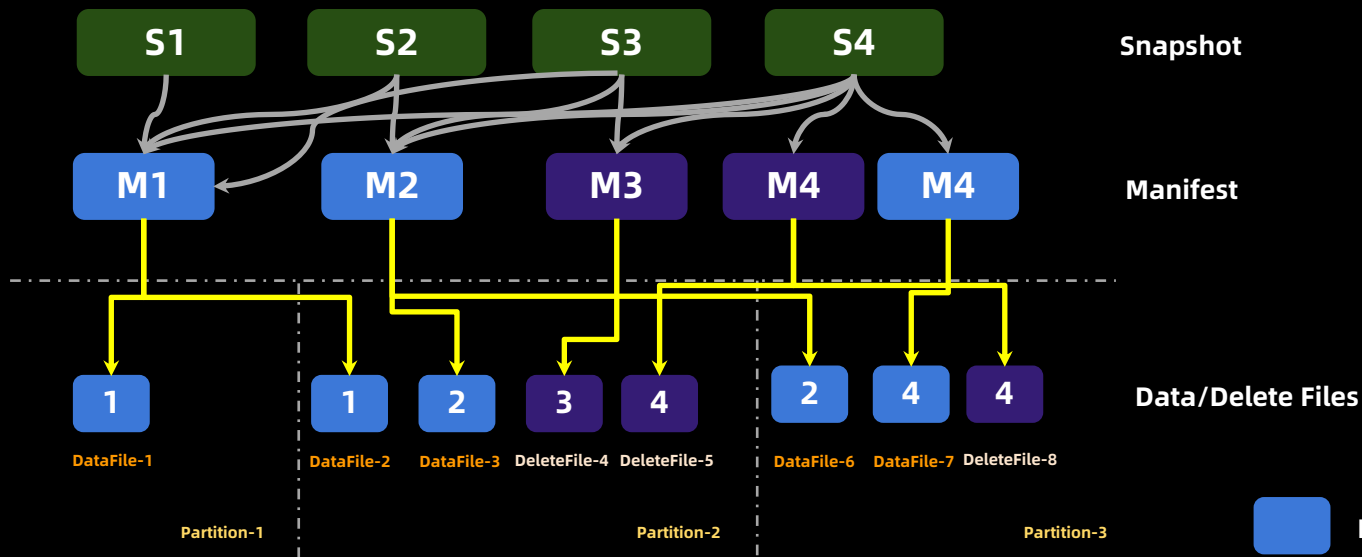 S1 S2 S3 S4 Snapshot
M1 M2 M3 M4 M4 Manifest
1 1 2 3 4 2 4 4 Data/Delete Files
DataFile-1 DataFile-2 DataFile-3 DeleteFile-4 DeleteFile-5 DataFile-6 DataFile-7 DeleteFile-8
Partition-1 Partition-2 Partition-3